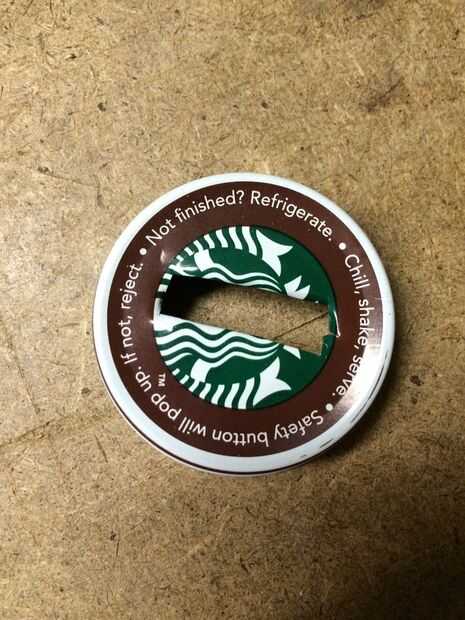 Not finished? Refrigerate. • Chill, shake, serve. • Safety button will pop up. If not, reject. •
TM